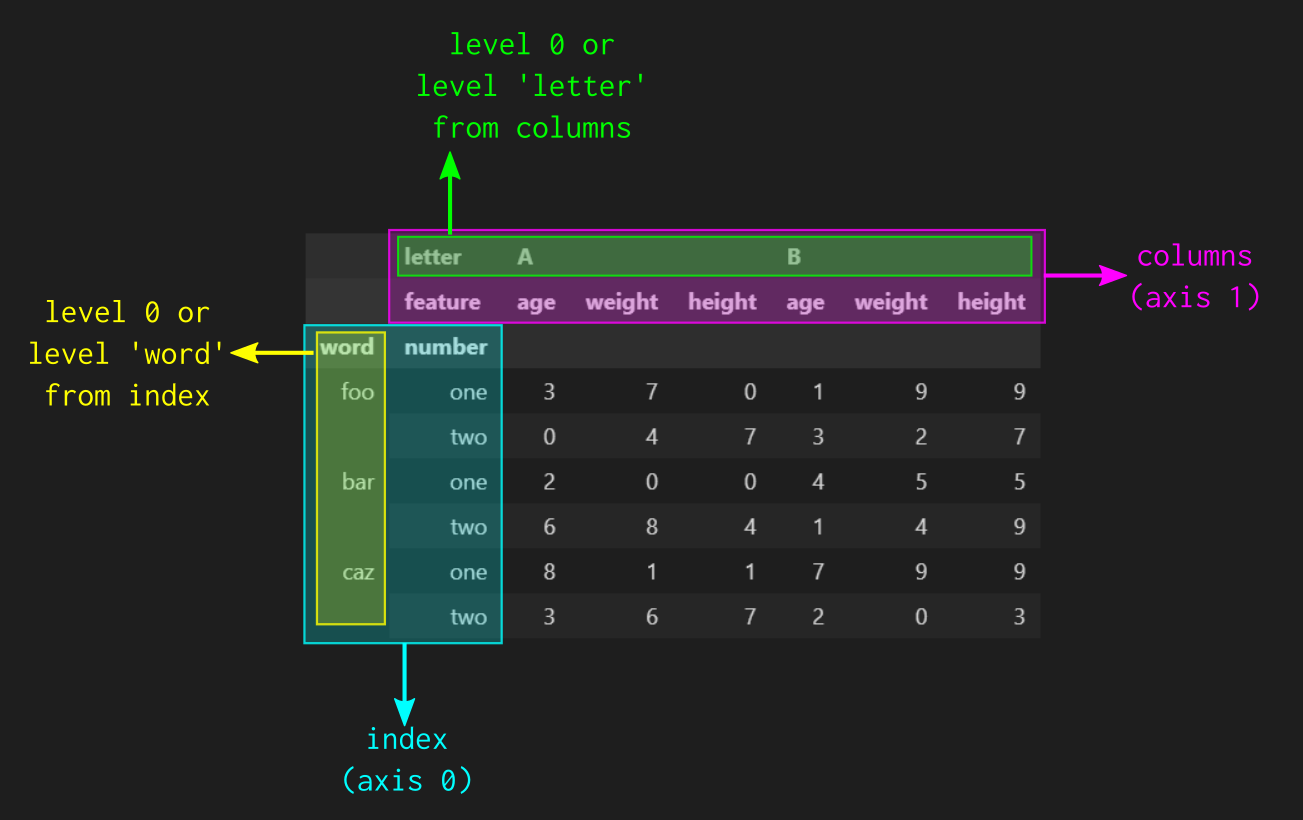 level 0 or
level 'letter'
from columns
letter A B
feature age weight height age weight height
columns
(axis 1)
level 0 or
level 'word'
from index
word number
foo one 3 7 0 1 9 9
two 0 4 7 3 2 7
bar one 2 0 0 4 5 5
two 6 8 4 1 4 9
caz one 8 1 1 7 9 9
two 3 6 7 2 0 3
index
(axis 0)